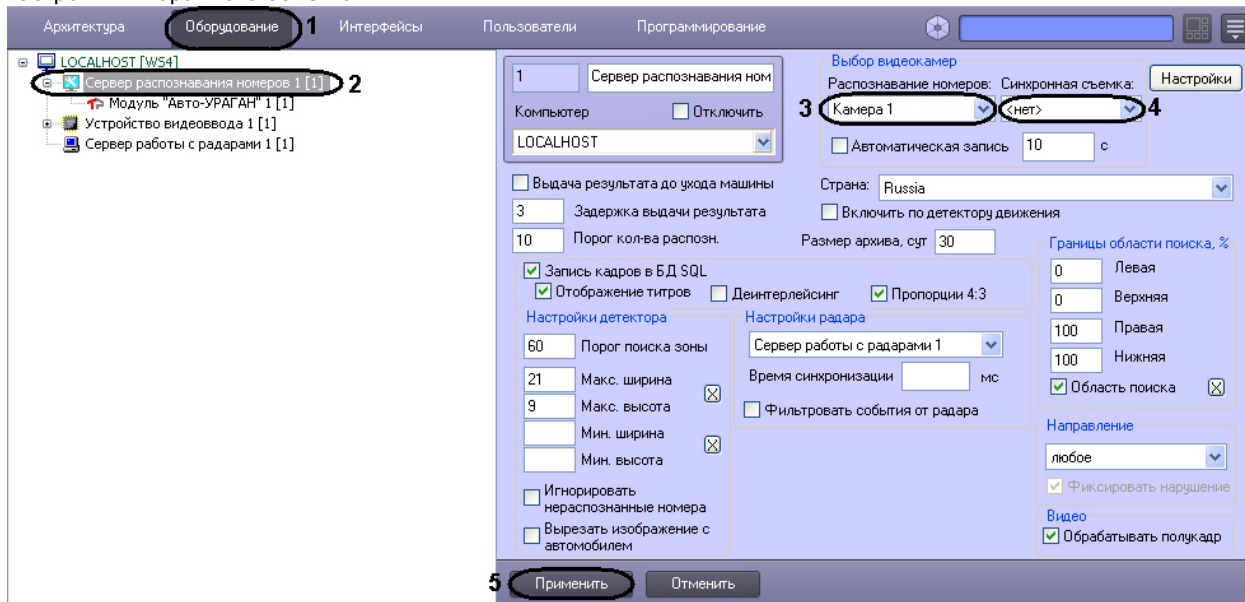 Архитектура Оборудование 1 Интерфейсы Пользователи Программирование
LOCALHOST [WS4]
Сервер распознавания номеров 1 [1] 2
Модуль "Авто-УРАГАН" 1 [1]
Устройство видеоввода 1 [1]
Сервер работы с радарами 1 [1]
1 Сервер распознавания ном
Компьютер Отключить
LOCALHOST
Выбор видеокамер
Распознавание номеров: Синхронная съемка: Настройки
3 Камера 1 <нет> 4
Автоматическая запись 10 с
Выдача результата до ухода машины
3 Задержка выдачи результата
10 Порог кол-ва распозн.
Страна: Russia
Включить по детектору движения
Размер архива, сут 30
Запись кадров в БД SQL
Отображение титров Деинтерлейсинг Пропорции 4:3
Настройки детектора
60 Порог поиска зоны
21 Макс. ширина
9 Макс. высота
Мин. ширина
Мин. высота
Игнорировать
нераспознанные номера
Вырезать изображение с
автомобилем
Настройки радара
Сервер работы с радарами 1
Время синхронизации мс
Фильтровать события от радара
Границы области поиска, %
0 Левая
0 Верхняя
100 Правая
100 Нижняя
Область поиска
Направление
любое
Фиксировать нарушение
Видео
Обрабатывать полукадр
5 Применить Отменить